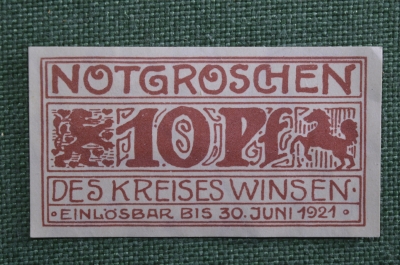 NOTGROSCHEN
10 Pf
DES KREISES WINSEN·
·EINLÖSBAR BIS 30. JUNI 1921·